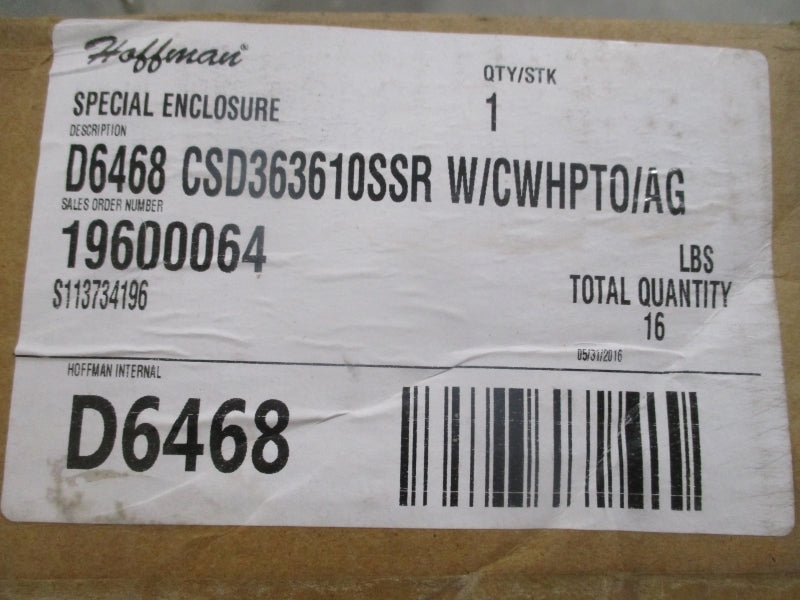 Hoffman®
QTY/STK
SPECIAL ENCLOSURE
1
DESCRIPTION
D6468 CSD363610SSR W/CWHPTO/AG
SALES ORDER NUMBER
19600064
LBS
S113734196
TOTAL QUANTITY
16
05/31/2016
HOFFMAN INTERNAL
D6468